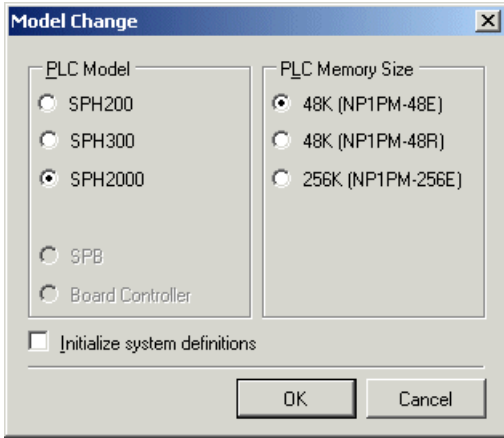 Model Change
PLC Model
SPH200
SPH300
SPH2000
SPB
Board Controller
PLC Memory Size
48K (NP1PM-48E)
48K (NP1PM-48R)
256K (NP1PM-256E)
Initialize system definitions
OK
Cancel